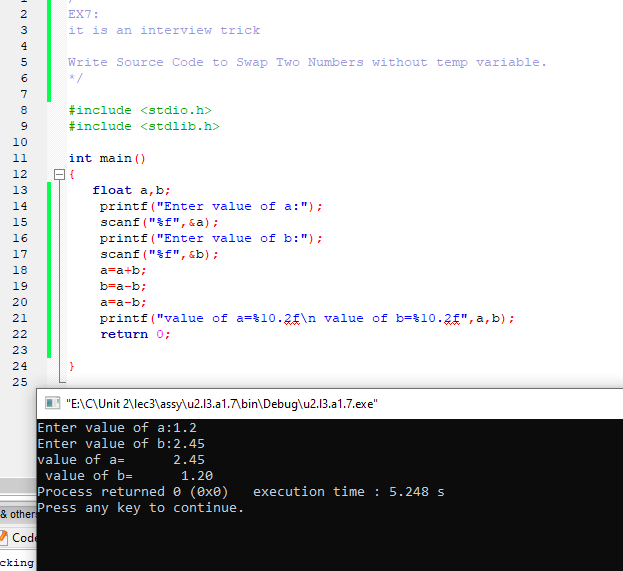 2 EX7:
3 it is an interview trick
4
5 Write Source Code to Swap Two Numbers without temp variable.
6 */
7
8 #include <stdio.h>
9 #include <stdlib.h>
10
11 int main()
12 {
13 float a,b;
14 printf("Enter value of a:");
15 scanf("%f",&a);
16 printf("Enter value of b:");
17 scanf("%f",&b);
18 a=a+b;
19 b=a-b;
20 a=a-b;
21 printf("value of a=%10.2f\n value of b=%10.2f",a,b);
22 return 0;
23
24 }
25
"E:\C\Unit 2\lec3\assy\u2.l3.a1.7\bin\Debug\u2.l3.a1.7.exe"
Enter value of a:1.2
Enter value of b:2.45
value of a=      2.45
 value of b=      1.20
Process returned 0 (0x0)   execution time : 5.248 s
Press any key to continue.
& other
Code
cking